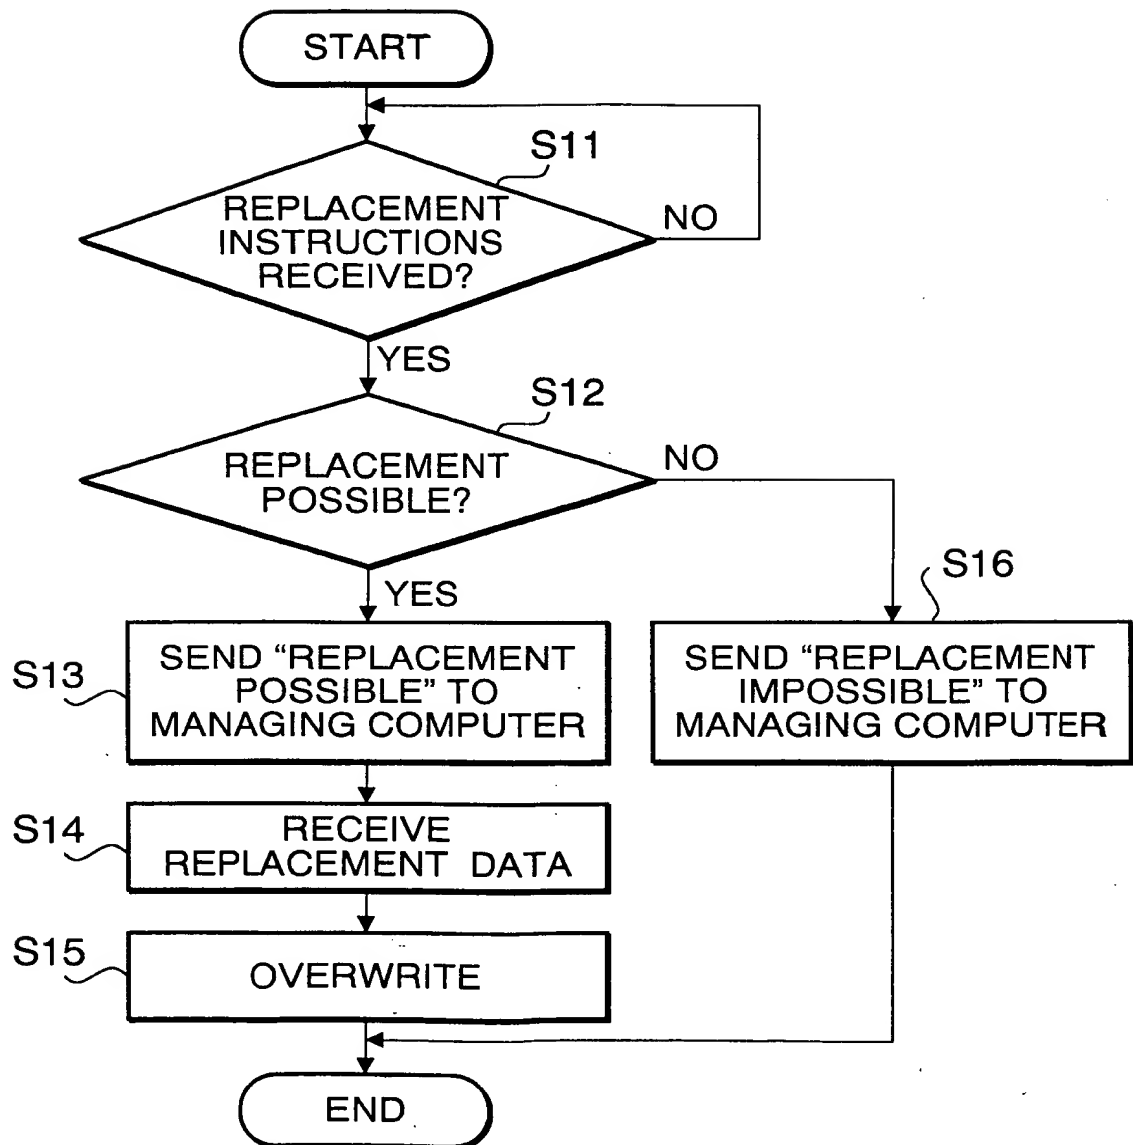 START
S11
REPLACEMENT
INSTRUCTIONS
RECEIVED?
NO
YES
S12
REPLACEMENT
POSSIBLE?
NO
YES
S13
SEND “REPLACEMENT
POSSIBLE” TO
MANAGING COMPUTER
S16
SEND “REPLACEMENT
IMPOSSIBLE” TO
MANAGING COMPUTER
S14
RECEIVE
REPLACEMENT DATA
S15
OVERWRITE
END